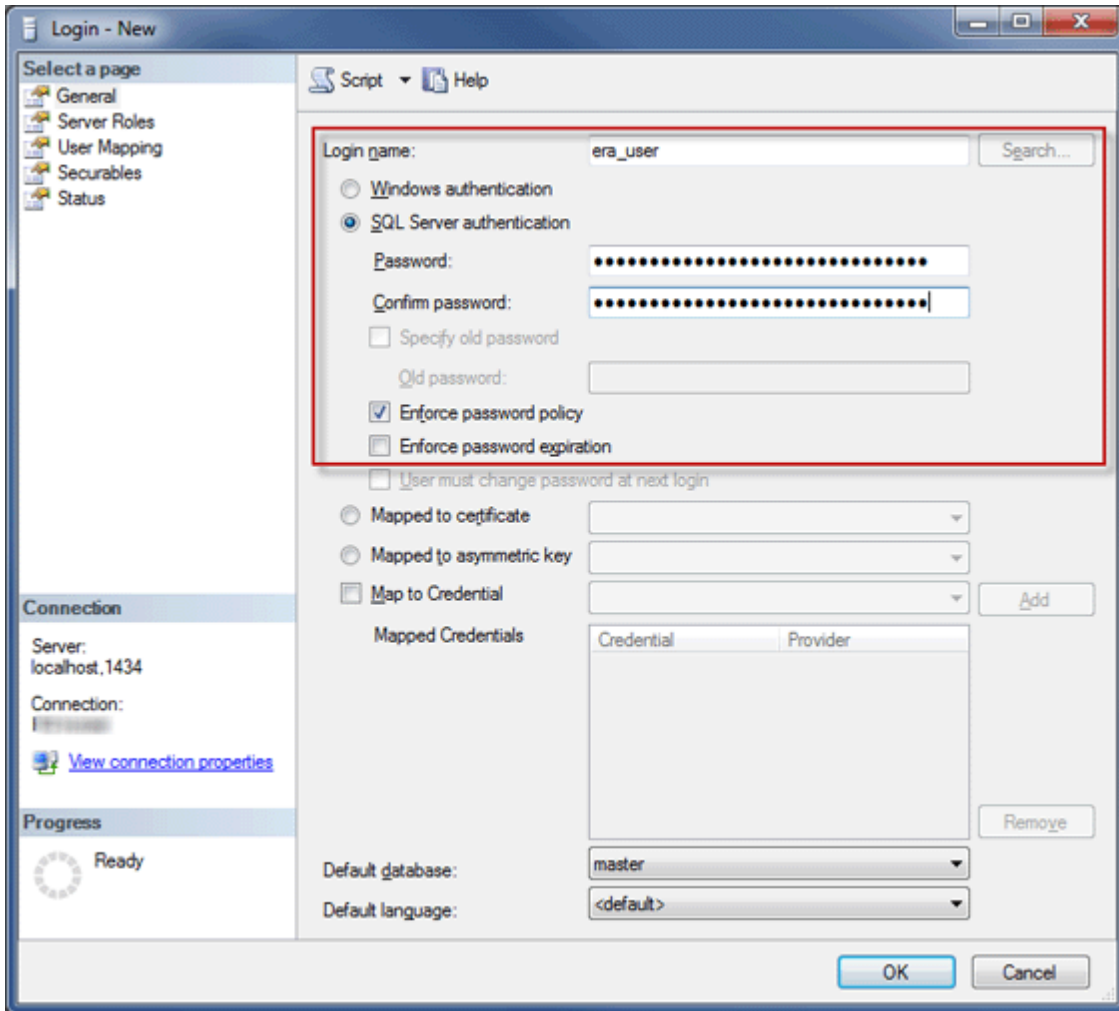 Login - New
Select a page
General
Server Roles
User Mapping
Securables
Status
Connection
Server:
localhost,1434
Connection:
View connection properties
Progress
Ready
Script Help
Login name: era_user Search...
Windows authentication
SQL Server authentication
Password: ••••••••••••••••••••••••••••••
Confirm password: ••••••••••••••••••••••••••••••
Specify old password
Old password:
Enforce password policy
Enforce password expiration
User must change password at next login
Mapped to certificate
Mapped to asymmetric key
Map to Credential Add
Mapped Credentials Credential Provider
Remove
Default database: master
Default language: <default>
OK Cancel